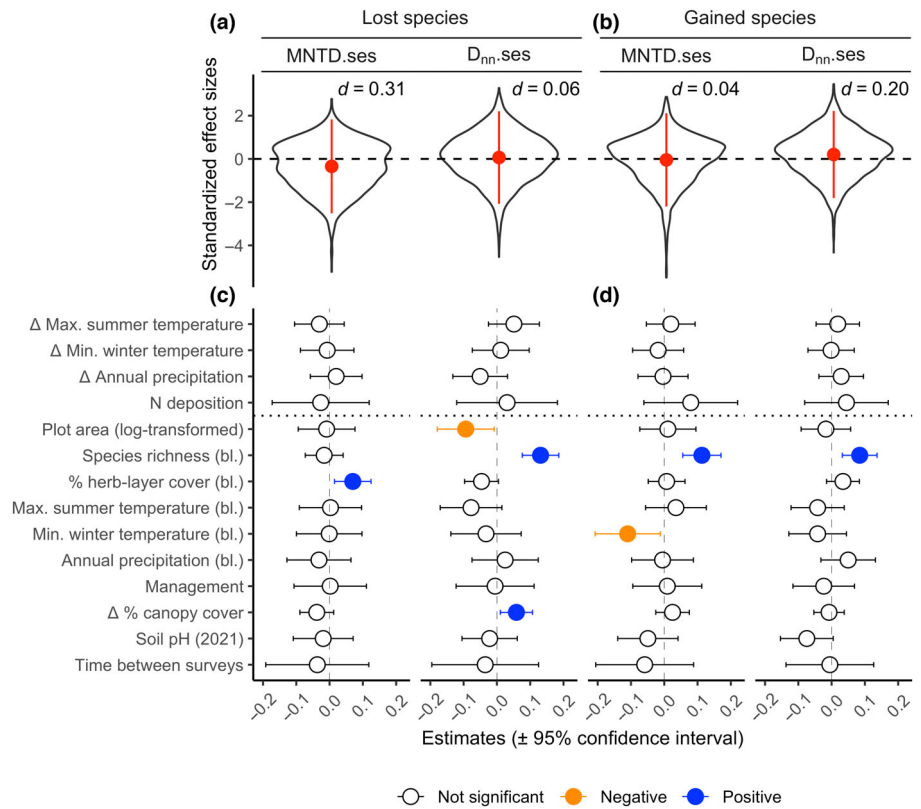 (a) Lost species (b) Gained species
MNTD.ses Dnn.ses MNTD.ses Dnn.ses
d = 0.31 d = 0.06 d = 0.04 d = 0.20
Standardized effect sizes
2
0
−2
−4
(c) (d)
Δ Max. summer temperature
Δ Min. winter temperature
Δ Annual precipitation
N deposition
Plot area (log-transformed)
Species richness (bl.)
% herb-layer cover (bl.)
Max. summer temperature (bl.)
Min. winter temperature (bl.)
Annual precipitation (bl.)
Management
Δ % canopy cover
Soil pH (2021)
Time between surveys
−0.2 −0.1 0.0 0.1 0.2 −0.2 −0.1 0.0 0.1 0.2 −0.2 −0.1 0.0 0.1 0.2 −0.2 −0.1 0.0 0.1 0.2
Estimates (± 95% confidence interval)
Not significant Negative Positive